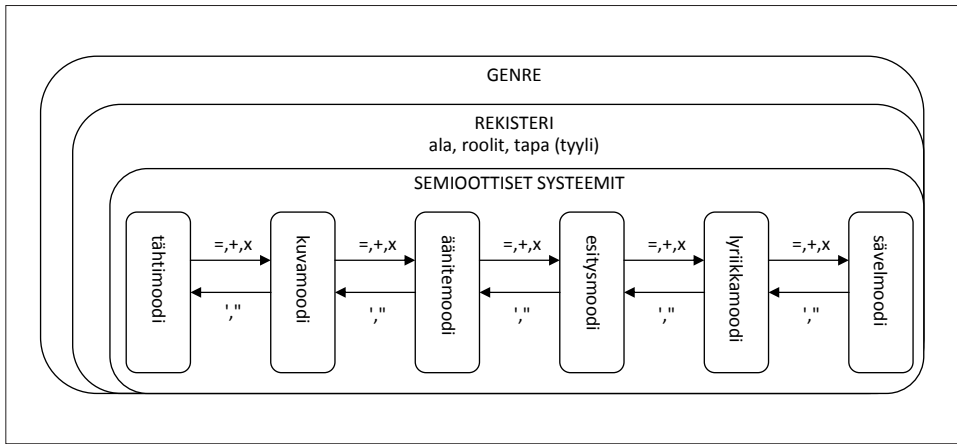 GENRE
REKISTERI
ala, roolit, tapa (tyyli)
SEMIOOTTISET SYSTEEMIT
tähtimoodi
=,+,x
','' 
kuvamoodi
=,+,x
',''
äänitemoodi
=,+,x
',''
esitysmoodi
=,+,x
',''
lyriikkamoodi
=,+,x
',''
sävelmoodi